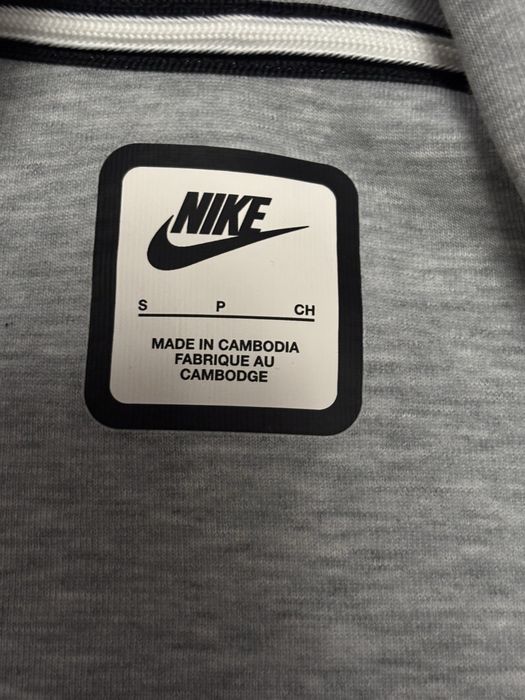 NIKE
S P CH
MADE IN CAMBODIA
FABRIQUE AU
CAMBODGE